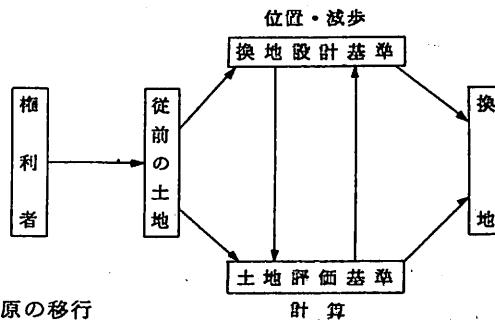 位置・減歩
換地設計基準
権利者
従前の土地
換地
土地評価基準
計算
原の移行